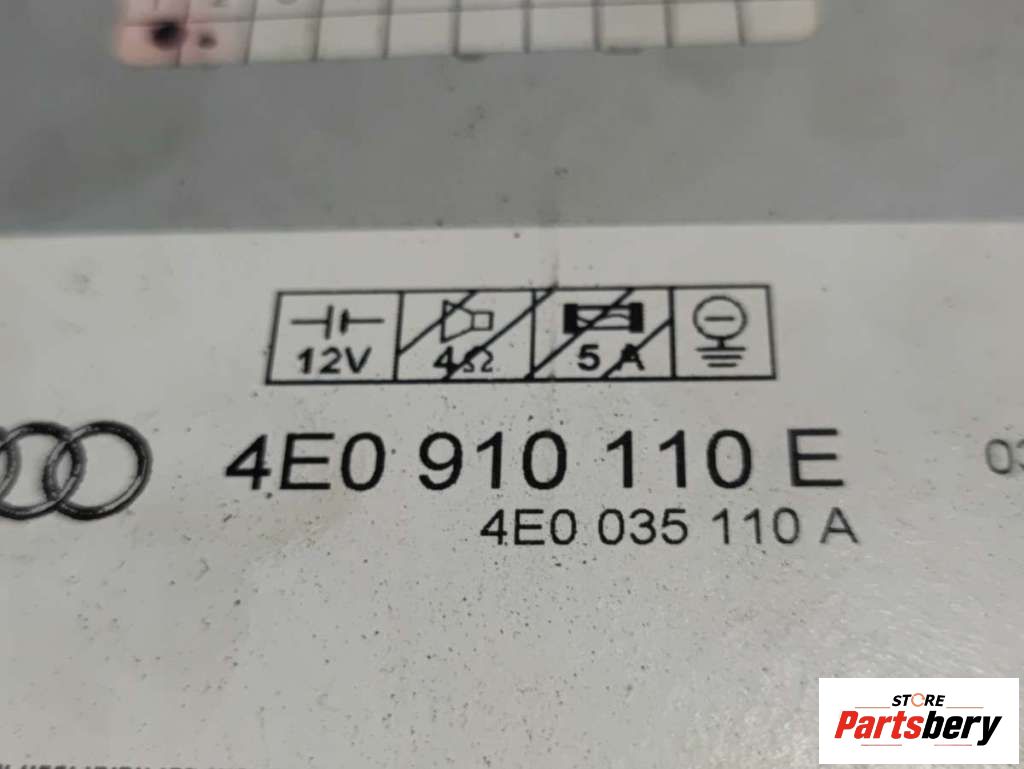 12V
4Ω
5 A
4E0 910 110 E
4E0 035 110 A
STORE
Partsbery